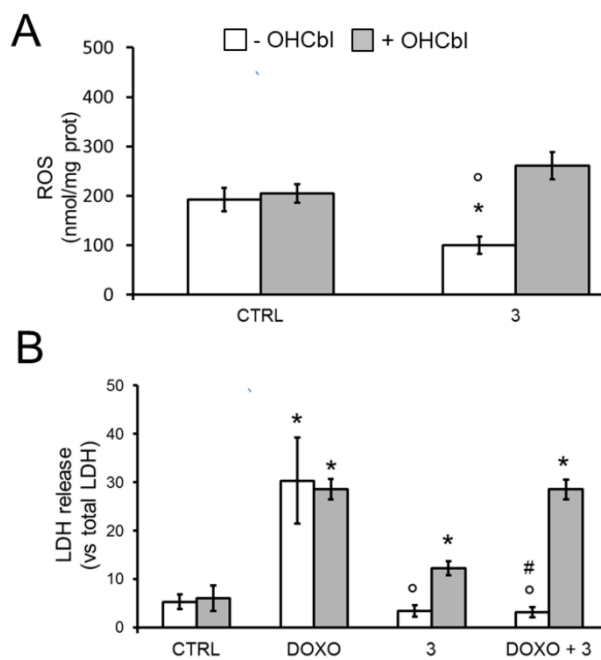 A
- OHCbl + OHCbl
500
400
300
200
100
0
ROS
(nmol/mg prot)
°
*
CTRL 3
B
50
40
30
20
10
0
LDH release
(vs total LDH)
* *
° *
#
° *
CTRL DOXO 3 DOXO + 3